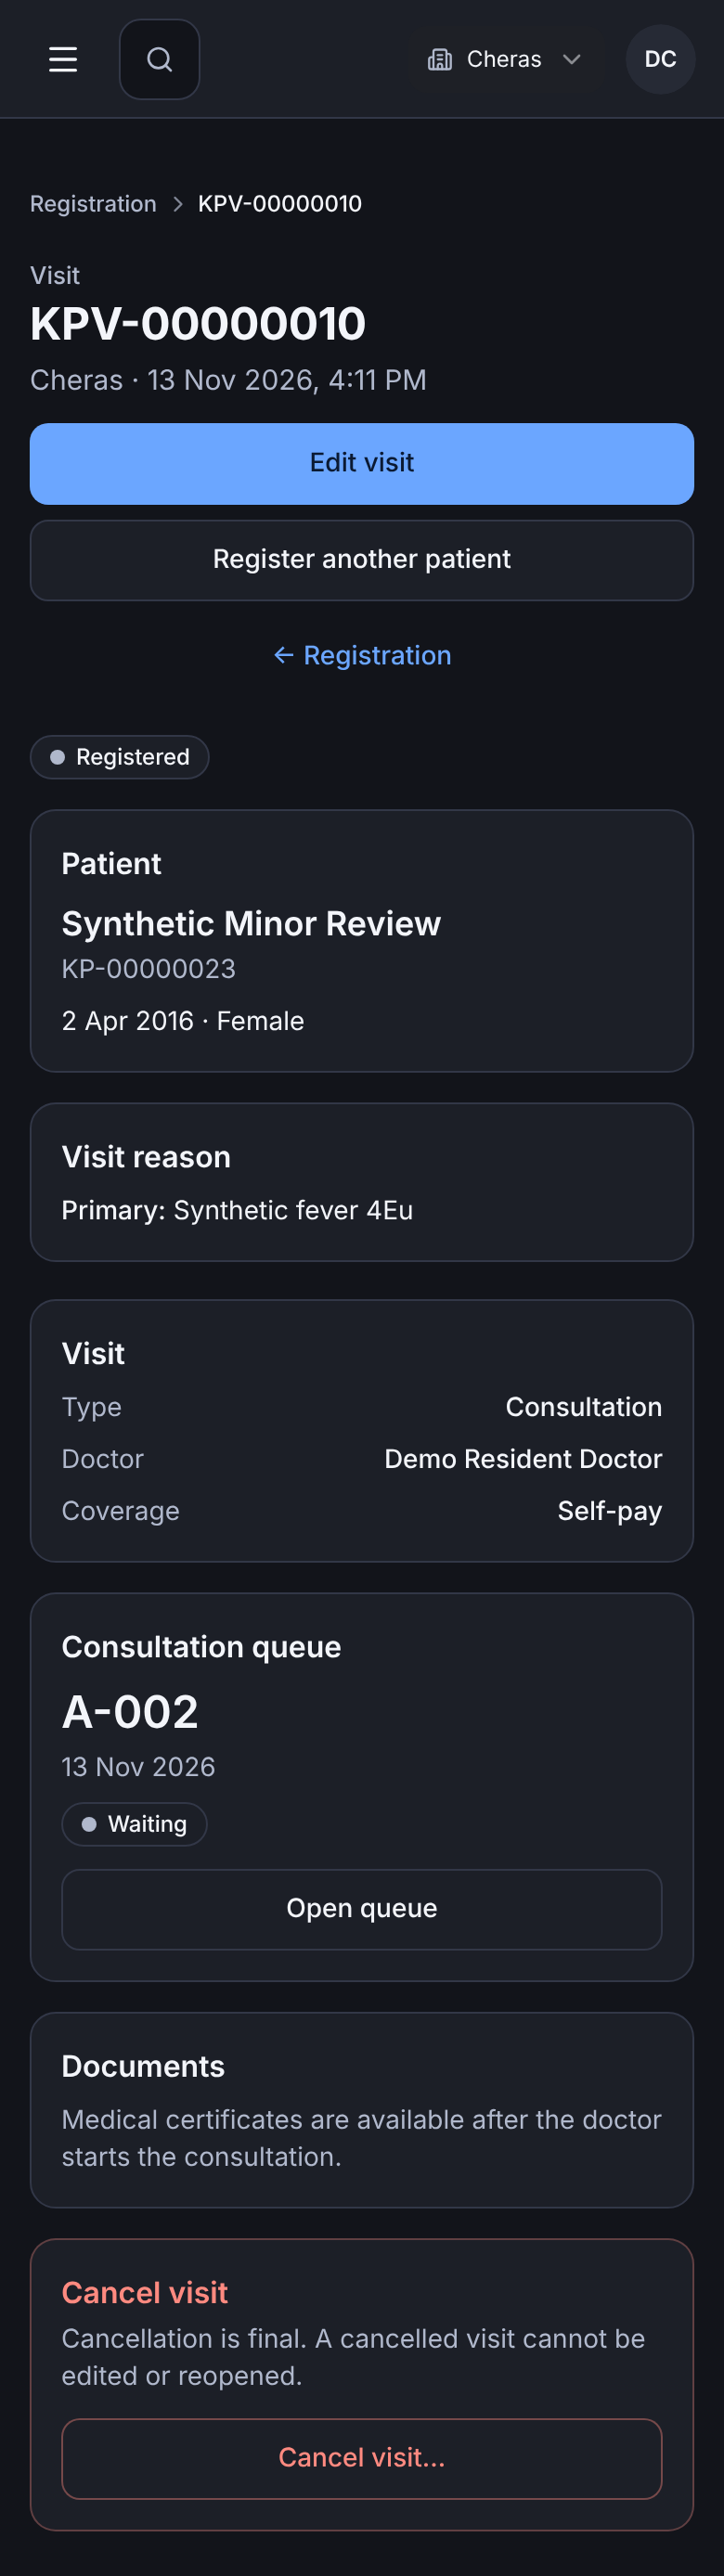 Cheras
DC
Registration > KPV-00000010
Visit
KPV-00000010
Cheras · 13 Nov 2026, 4:11 PM
Edit visit
Register another patient
← Registration
Registered
Patient
Synthetic Minor Review
KP-00000023
2 Apr 2016 · Female
Visit reason
Primary: Synthetic fever 4Eu
Visit
Type Consultation
Doctor Demo Resident Doctor
Coverage Self-pay
Consultation queue
A-002
13 Nov 2026
Waiting
Open queue
Documents
Medical certificates are available after the doctor
starts the consultation.
Cancel visit
Cancellation is final. A cancelled visit cannot be
edited or reopened.
Cancel visit...